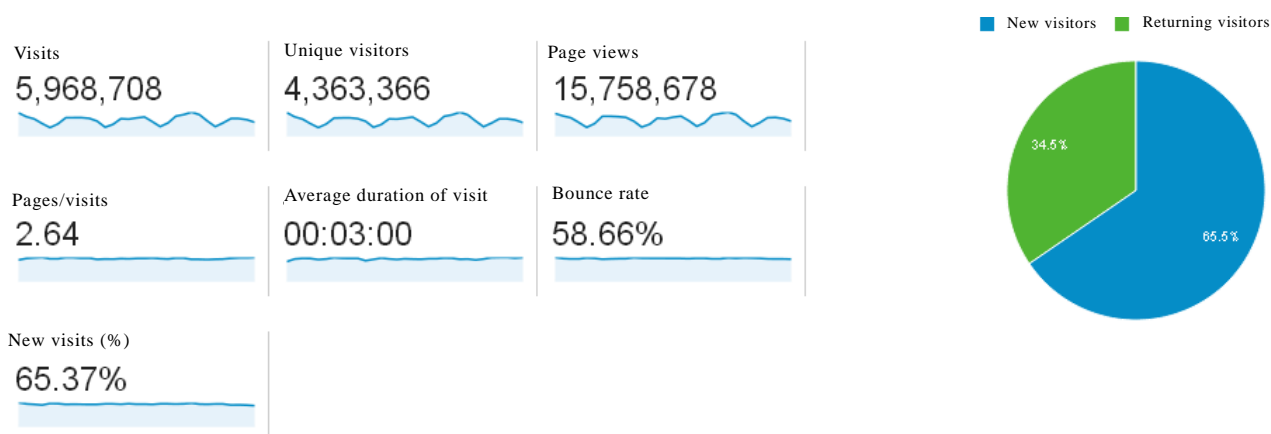 New visitors Returning visitors
Visits
5,968,708
Unique visitors
4,363,366
Page views
15,758,678
Pages/visits
2.64
Average duration of visit
00:03:00
Bounce rate
58.66%
New visits (%)
65.37%
34.5%
65.5%